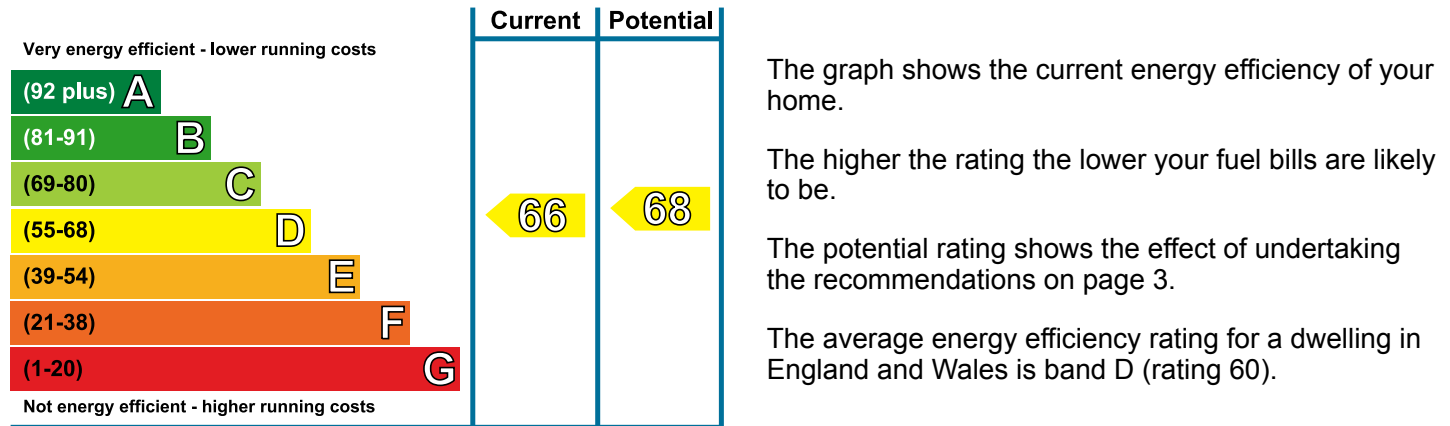 Current Potential
Very energy efficient - lower running costs
(92 plus) A
(81-91) B
(69-80) C
(55-68) D
(39-54) E
(21-38) F
(1-20) G
Not energy efficient - higher running costs
66 68
The graph shows the current energy efficiency of your
home.
The higher the rating the lower your fuel bills are likely
to be.
The potential rating shows the effect of undertaking
the recommendations on page 3.
The average energy efficiency rating for a dwelling in
England and Wales is band D (rating 60).